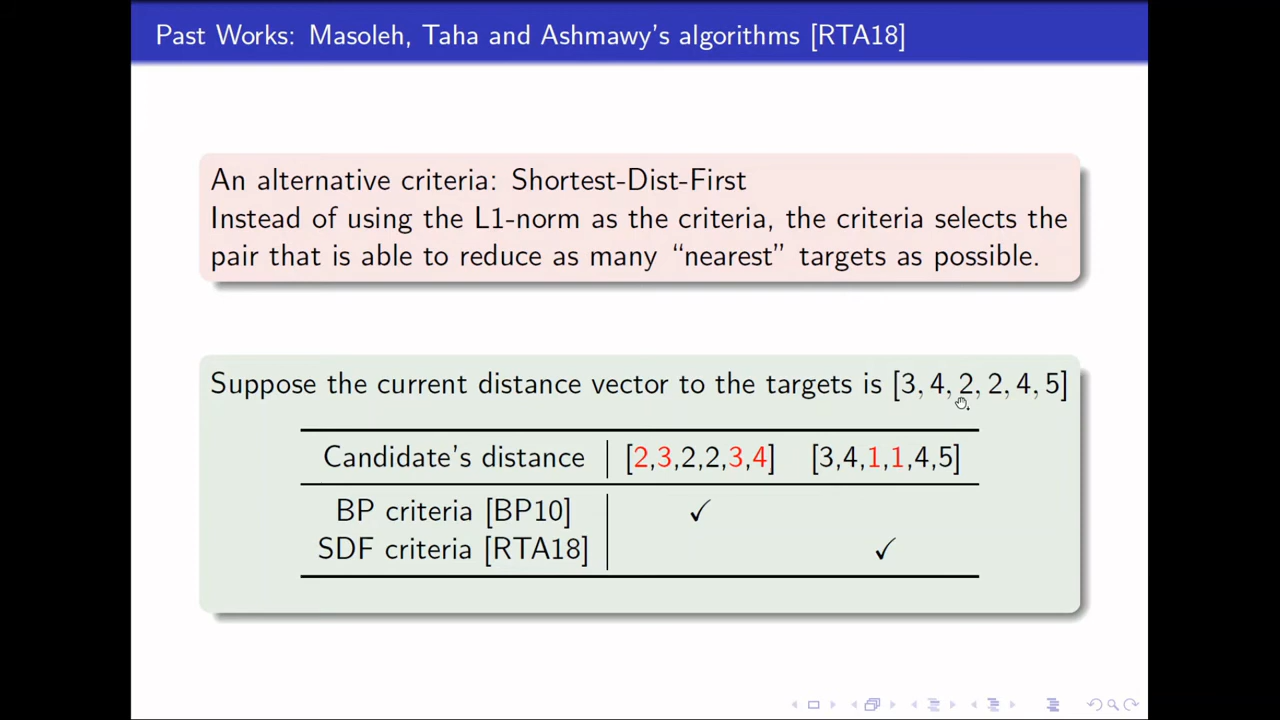 Past Works: Masoleh, Taha and Ashmawy's algorithms [RTA18]
An alternative criteria: Shortest-Dist-First
Instead of using the L1-norm as the criteria, the criteria selects the
pair that is able to reduce as many “nearest” targets as possible.
Suppose the current distance vector to the targets is [3, 4, 2, 2, 4, 5]
Candidate's distance [2,3,2,2,3,4] [3,4,1,1,4,5]
BP criteria [BP10] ✓
SDF criteria [RTA18] ✓